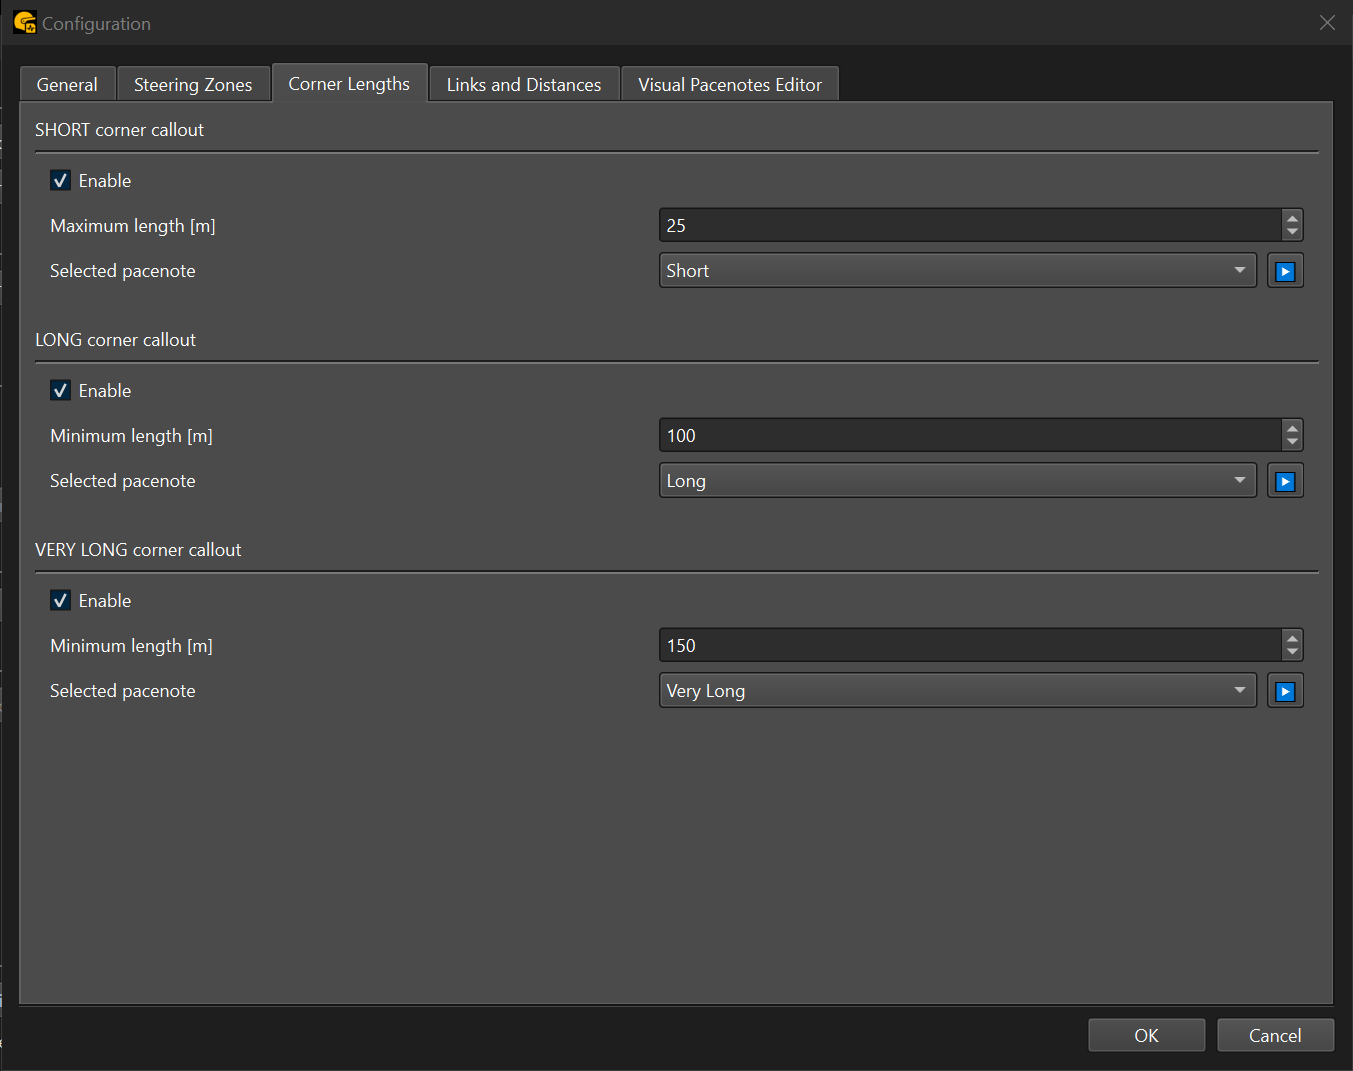 Configuration
General Steering Zones Corner Lengths Links and Distances Visual Pacenotes Editor
SHORT corner callout
Enable
Maximum length [m] 25
Selected pacenote Short
LONG corner callout
Enable
Minimum length [m] 100
Selected pacenote Long
VERY LONG corner callout
Enable
Minimum length [m] 150
Selected pacenote Very Long
OK Cancel